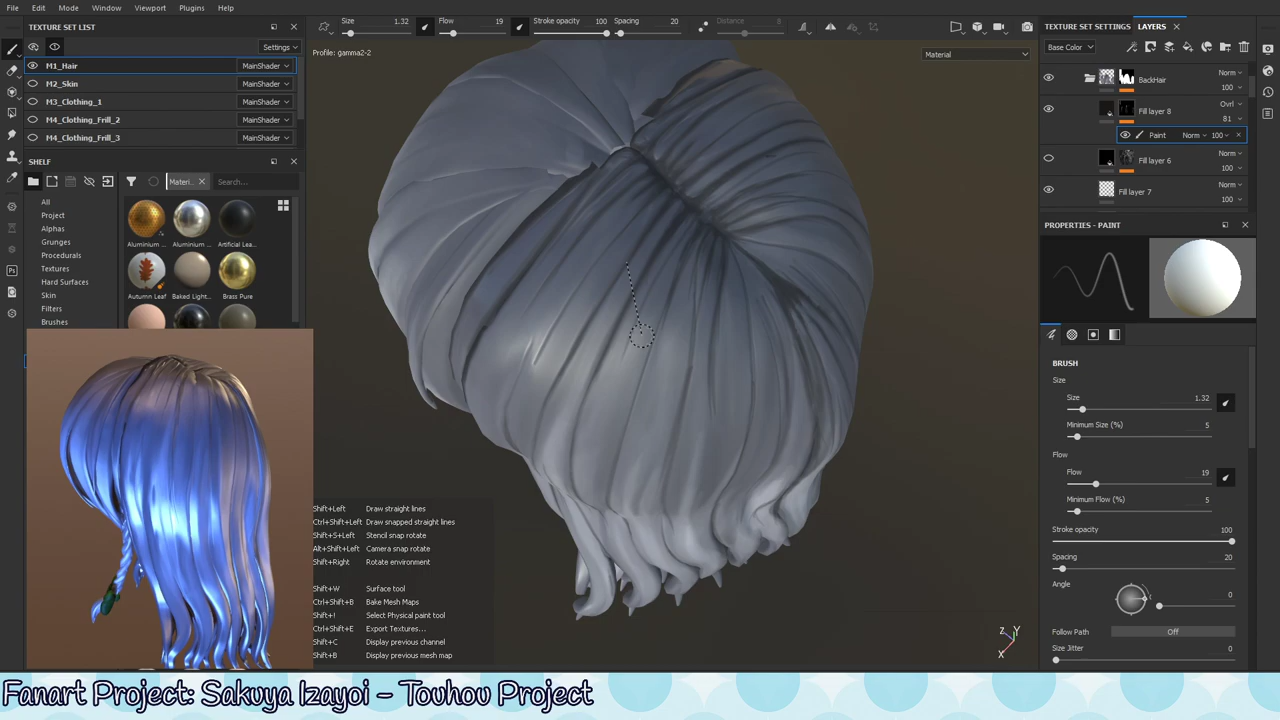 File Edit Mode Window Viewport Plugins Help
TEXTURE SET LIST
Settings
M1_Hair MainShader
M2_Skin MainShader
M3_Clothing_1 MainShader
M4_Clothing_Frill_2 MainShader
M4_Clothing_Frill_3 MainShader
SHELF
Materi... Search...
All
Project
Alphas
Grunges
Procedurals
Textures
Hard Surfaces
Skin
Filters
Brushes
Aluminium ... Aluminium ... Artificial Lea...
Autumn Leaf Baked Light... Brass Pure
Size 1.32 Flow 19 Stroke opacity 100 Spacing 20 Distance 8
Profile: gamma2-2
Material
Shift+Left Draw straight lines
Ctrl+Shift+Left Draw snapped straight lines
Shift+S+Left Stencil snap rotate
Alt+Shift+Left Camera snap rotate
Shift+Right Rotate environment
Shift+W Surface tool
Ctrl+Shift+B Bake Mesh Maps
Shift+! Select Physical paint tool
Ctrl+Shift+E Export Textures...
Shift+C Display previous channel
Shift+B Display previous mesh map
Z Y
X
TEXTURE SET SETTINGS LAYERS
Base Color
BackHair Norm 100
Fill layer 8 Ovrl 81
Paint Norm 100
Fill layer 6 Norm 100
Fill layer 7 Norm 100
PROPERTIES - PAINT
BRUSH
Size
Size 1.32
Minimum Size (%) 5
Flow
Flow 19
Minimum Flow (%) 5
Stroke opacity 100
Spacing 20
Angle 0
Follow Path Off
Size Jitter 0
Fanart Project: Sakuya Izayoi - Touhou Project